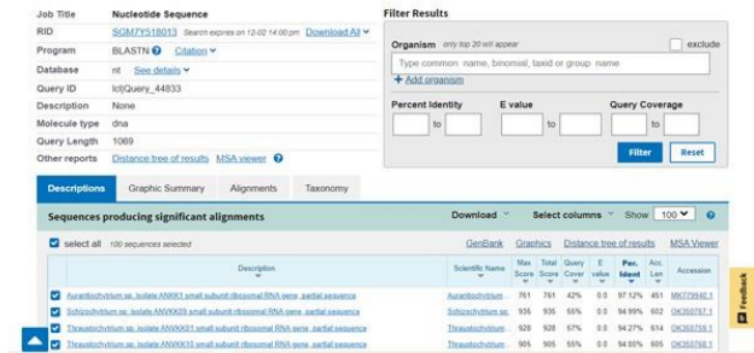 Job Title Nucleotide Sequence
RID SGM7Y518013 Search expires on 12-02 14:00 pm Download All
Program BLASTN Citation
Database nt See details
Query ID lcl|Query_44833
Description None
Molecule type dna
Query Length 1069
Other reports Distance tree of results MSA viewer
Filter Results
Organism only top 20 will appear exclude
Type common name, binomial, taxid or group name
+ Add organism
Percent Identity E value Query Coverage
to to to
Filter Reset
Descriptions Graphic Summary Alignments Taxonomy
Sequences producing significant alignments Download Select columns Show 100
select all 100 sequences selected GenBank Graphics Distance tree of results MSA Viewer
Description Scientific Name Max Score Total Score Query Cover E value Per. Ident Acc. Len Accession
Aurantiochytrium sp. isolate ANKK1 small subunit ribosomal RNA gene, partial sequence Aurantiochytrium... 761 761 42% 0.0 97.12% 451 MK779940.1
Schizochytrium sp. isolate ANVKK09 small subunit ribosomal RNA gene, partial sequence Schizochytrium sp. 935 935 55% 0.0 94.99% 602 OK350767.1
Thraustochytrium sp. isolate ANVKK01 small subunit ribosomal RNA gene, partial sequence Thraustochytrium... 928 928 57% 0.0 94.27% 614 OK350759.1
Thraustochytrium sp. isolate ANVKK10 small subunit ribosomal RNA gene, partial sequence Thraustochytrium... 905 905 55% 0.0 94.00% 605 OK350768.1
Feedback